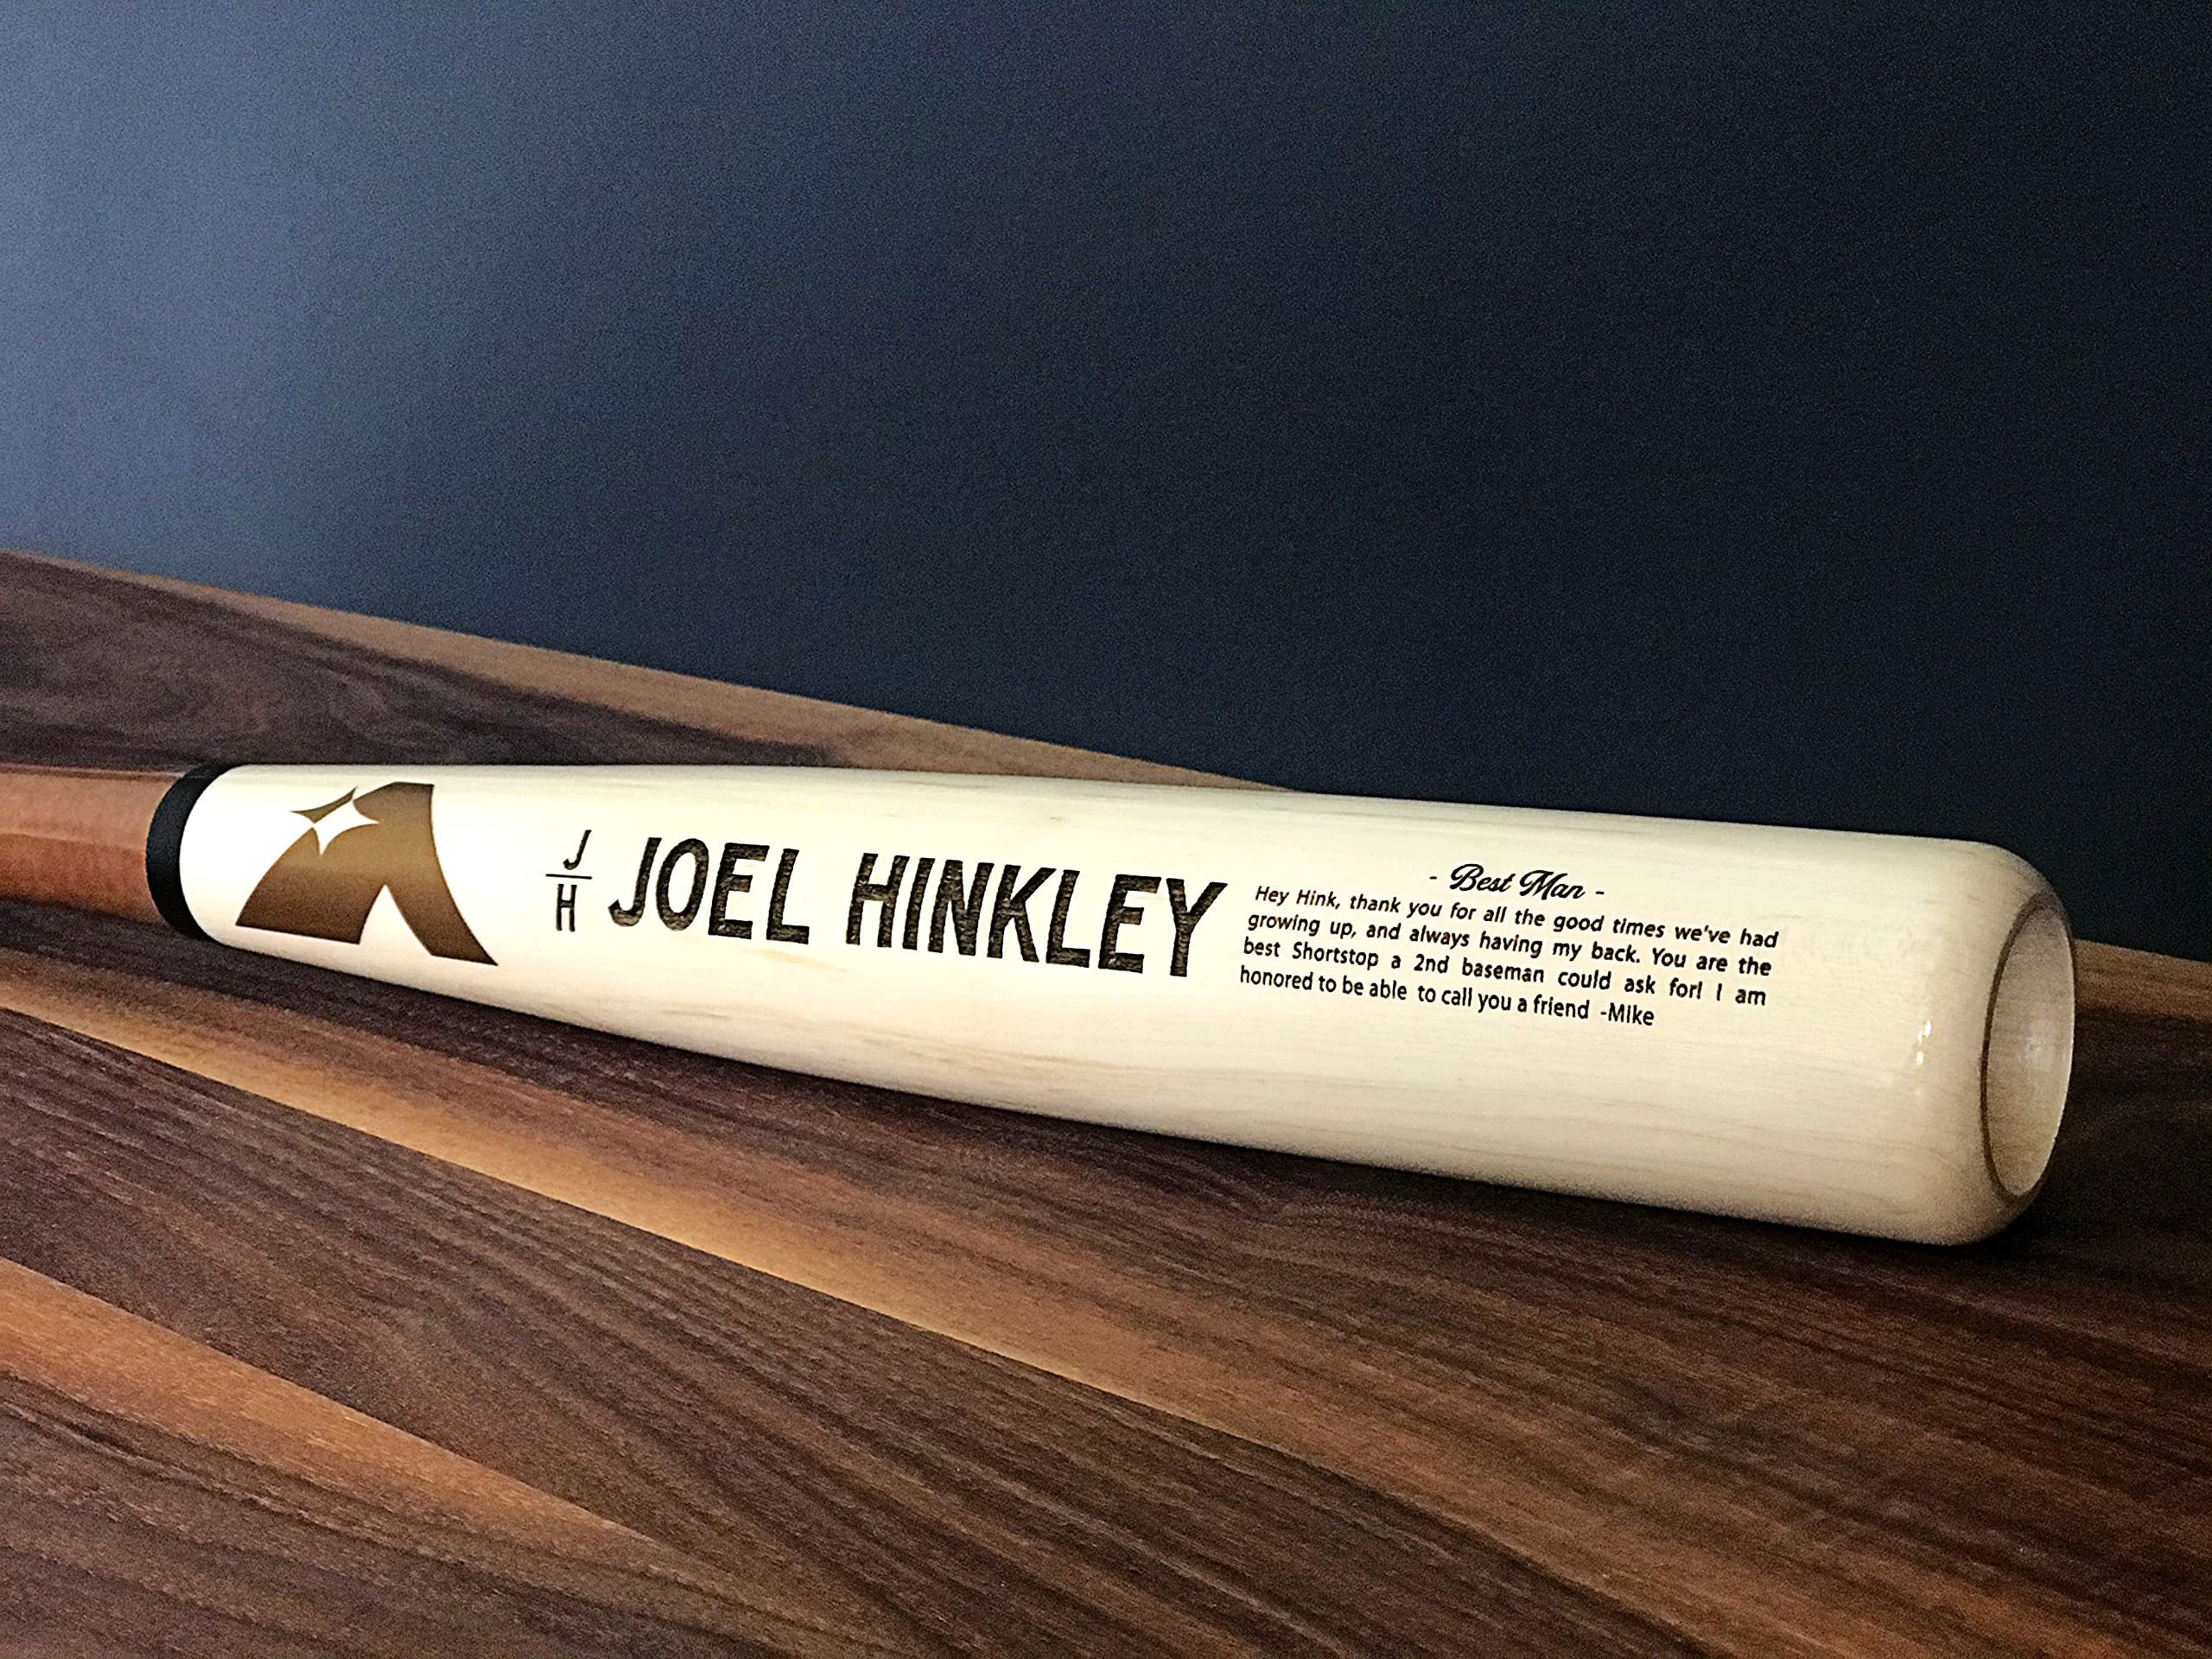 J
H
JOEL HINKLEY
- Best Man -
Hey Hink, thank you for all the good times we've had
growing up, and always having my back. You are the
best Shortstop a 2nd baseman could ask for! I am
honored to be able to call you a friend -Mike